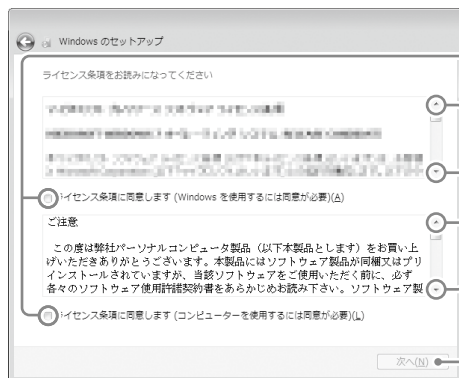 Windows のセットアップ
ライセンス条項をお読みになってください
ライセンス条項に同意します (Windows を使用するには同意が必要)(A)
ご注意
この度は弊社パーソナルコンピュータ製品（以下本製品とします）をお買い上
げいただきありがとうございます。本製品にはソフトウェア製品が同梱又はプリ
インストールされていますが、当該ソフトウェアをご使用いただく前に、必ず
各々のソフトウェア使用許諾契約書をあらかじめお読み下さい。ソフトウェア製
ライセンス条項に同意します (コンピューターを使用するには同意が必要)(L)
次へ(N)